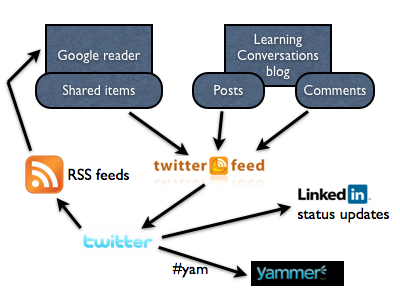 Google reader
Shared items
Learning
Conversations
blog
Posts
Comments
twitter feed
RSS feeds
Linked in
status updates
twitter
#yam
yammer